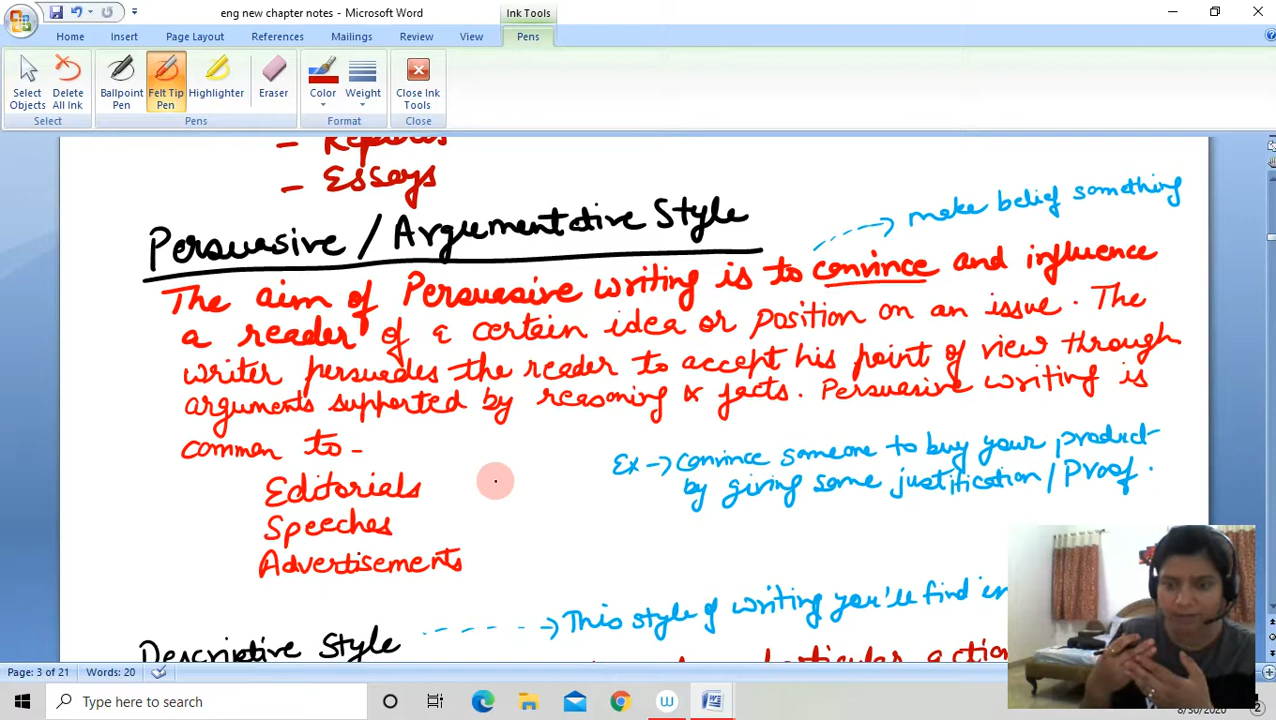 eng new chapter notes - Microsoft Word
Ink Tools
Home Insert Page Layout References Mailings Review View Pens
Select Objects
Delete All Ink
Ballpoint Pen
Felt Tip Pen
Highlighter
Eraser
Color
Weight
Close Ink Tools
Select Pens Format Close
- Essays
make belief something
Persuasive / Argumentative Style
The aim of Persuasive writing is to convince and influence
a reader of a certain idea or position on an issue. The
writer persuades the reader to accept his point of view through
arguments supported by reasoning & facts. Persuasive writing is
common to -
Ex -> Convince someone to buy your product
by giving some justification / Proof.
Editorials
Speeches
Advertisements
This style of writing you'll find in
Descriptive Style
particular action
Page: 3 of 21 Words: 20
Type here to search
8/30/2020
2